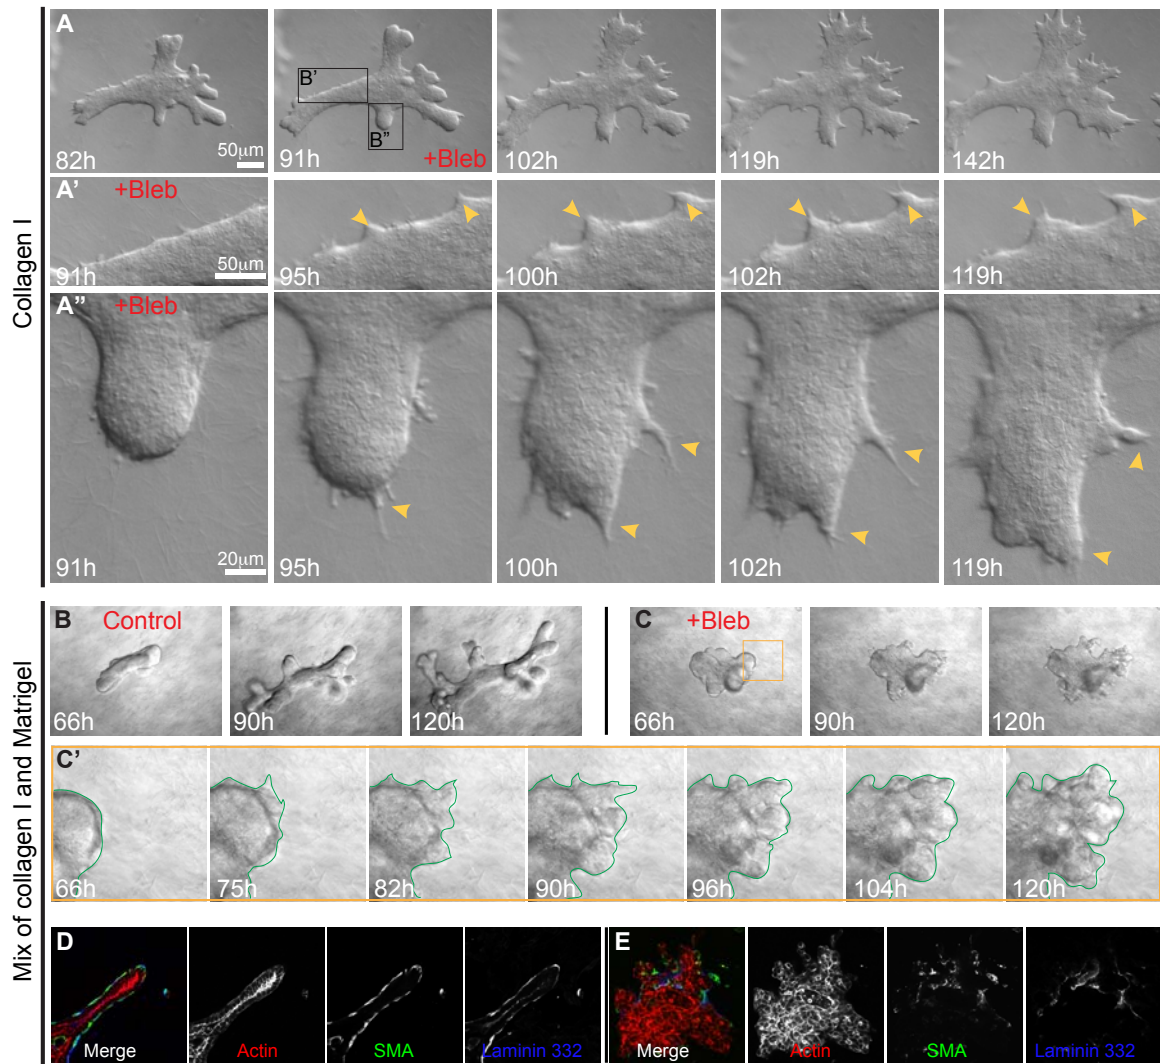 Collagen I
A
82h
50μm
91h
B'
B"
+Bleb
102h
119h
142h
A'
+Bleb
91h
50μm
95h
100h
102h
119h
A"
+Bleb
91h
20μm
95h
100h
102h
119h
Mix of collagen I and Matrigel
B
Control
66h
90h
120h
C
+Bleb
66h
90h
120h
C'
66h
75h
82h
90h
96h
104h
120h
D
Merge
Actin
SMA
Laminin 332
E
Merge
Actin
SMA
Laminin 332